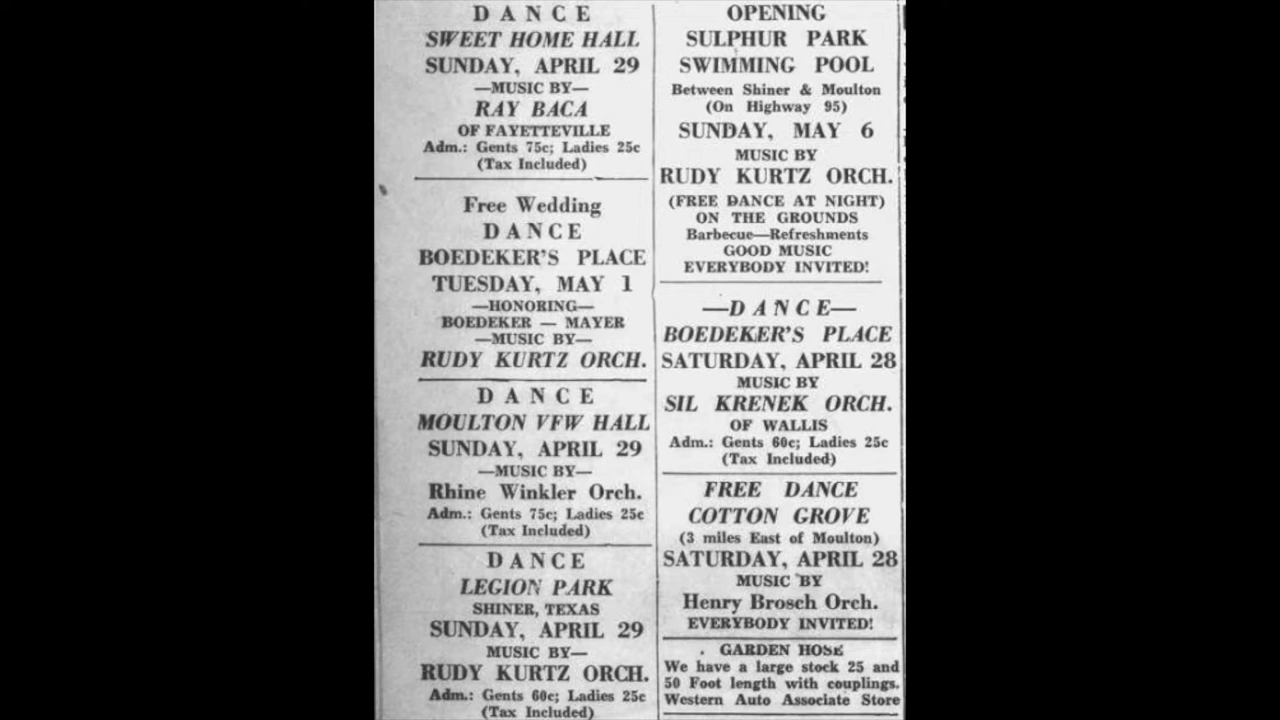 DANCE
SWEET HOME HALL
SUNDAY, APRIL 29
—MUSIC BY—
RAY BACA
OF FAYETTEVILLE
Adm.: Gents 75c; Ladies 25c
(Tax Included)
Free Wedding
DANCE
BOEDEKER'S PLACE
TUESDAY, MAY 1
—HONORING—
BOEDEKER — MAYER
—MUSIC BY—
RUDY KURTZ ORCH.
DANCE
MOULTON VFW HALL
SUNDAY, APRIL 29
—MUSIC BY—
Rhine Winkler Orch.
Adm.: Gents 75c; Ladies 25c
(Tax Included)
DANCE
LEGION PARK
SHINER, TEXAS
SUNDAY, APRIL 29
MUSIC BY—
RUDY KURTZ ORCH.
Adm.: Gents 60c; Ladies 25c
(Tax Included)
OPENING
SULPHUR PARK
SWIMMING POOL
Between Shiner & Moulton
(On Highway 95)
SUNDAY, MAY 6
MUSIC BY
RUDY KURTZ ORCH.
(FREE DANCE AT NIGHT)
ON THE GROUNDS
Barbecue—Refreshments
GOOD MUSIC
EVERYBODY INVITED!
—DANCE—
BOEDEKER'S PLACE
SATURDAY, APRIL 28
MUSIC BY
SIL KRENEK ORCH.
OF WALLIS
Adm.: Gents 60c; Ladies 25c
(Tax Included)
FREE DANCE
COTTON GROVE
(3 miles East of Moulton)
SATURDAY, APRIL 28
MUSIC BY
Henry Brosch Orch.
EVERYBODY INVITED!
GARDEN HOSE
We have a large stock 25 and
50 Foot length with couplings.
Western Auto Associate Store